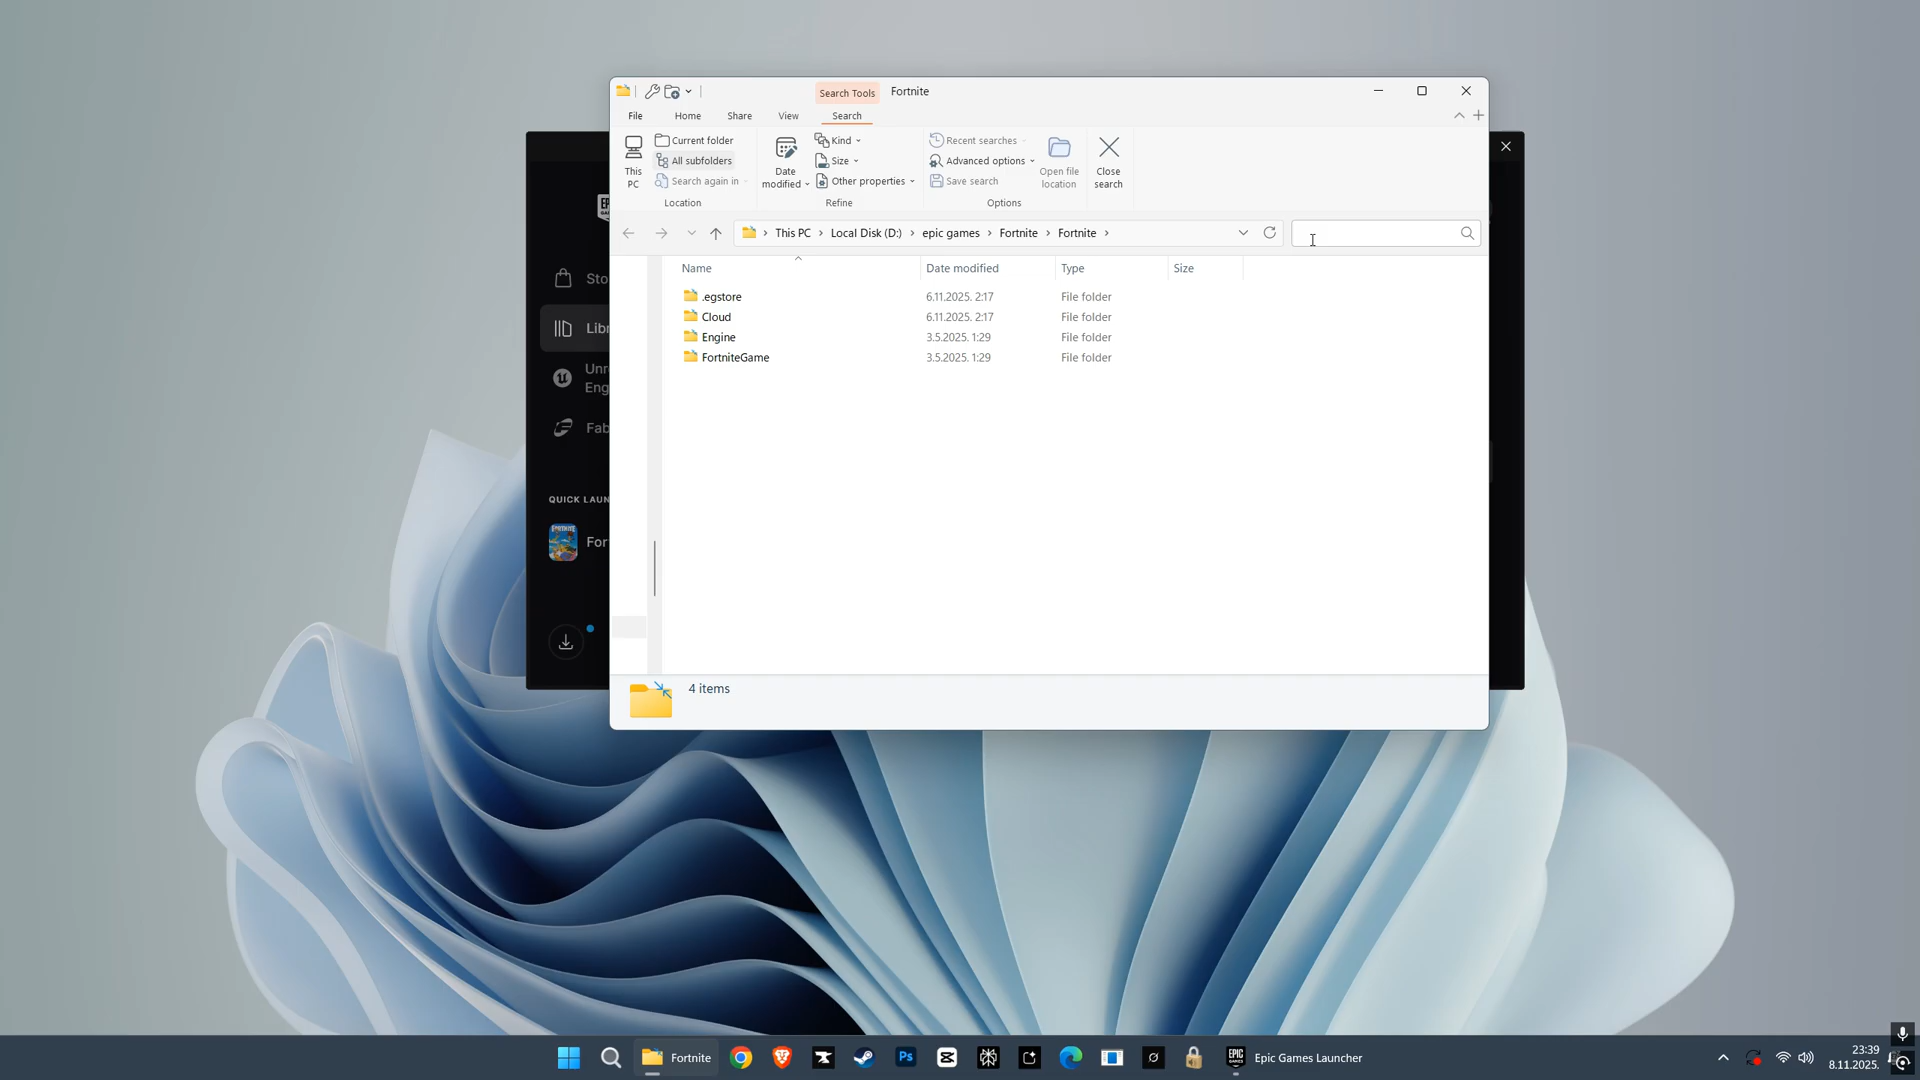 Search Tools
Fortnite
File
Home
Share
View
Search
This PC
Current folder
All subfolders
Search again in
Location
Date modified
Kind
Size
Other properties
Refine
Recent searches
Advanced options
Save search
Open file location
Options
Close search
This PC
Local Disk (D:)
epic games
Fortnite
Fortnite
Name
Date modified
Type
Size
.egstore
6.11.2025. 2:17
File folder
Cloud
6.11.2025. 2:17
File folder
Engine
3.5.2025. 1:29
File folder
FortniteGame
3.5.2025. 1:29
File folder
4 items
Sto
Libr
Unr
Eng
Fab
QUICK LAUN
For
Fortnite
Ps
Epic Games Launcher
23:39
8.11.2025.